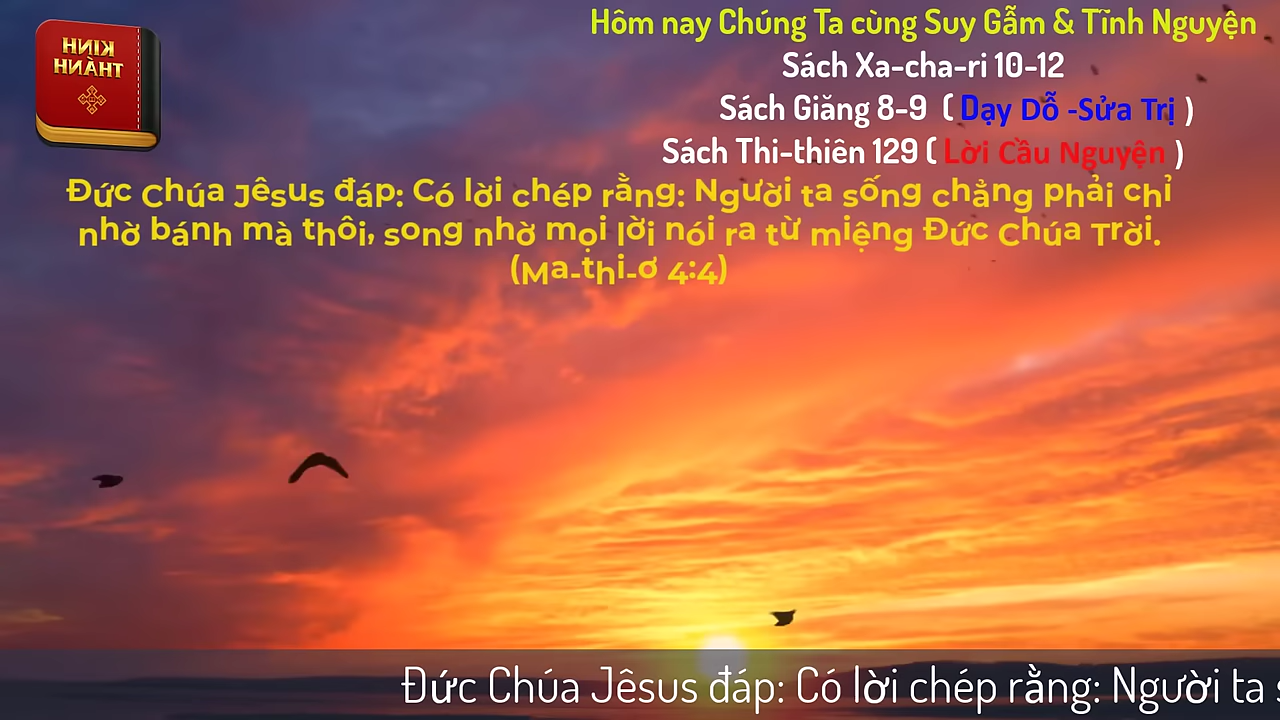 KINH
THÀNH
Hôm nay Chúng Ta cùng Suy Gẫm & Tĩnh Nguyện
Sách Xa-cha-ri 10-12
Sách Giăng 8-9 ( Dạy Dỗ -Sửa Trị )
Sách Thi-thiên 129 ( Lời Cầu Nguyện )
Đức Chúa Jêsus đáp: Có lời chép rằng: Người ta sống chẳng phải chỉ
nhờ bánh mà thôi, song nhờ mọi lời nói ra từ miệng Đức Chúa Trời.
(Ma-thi-ơ 4:4)
Đức Chúa Jêsus đáp: Có lời chép rằng: Người ta